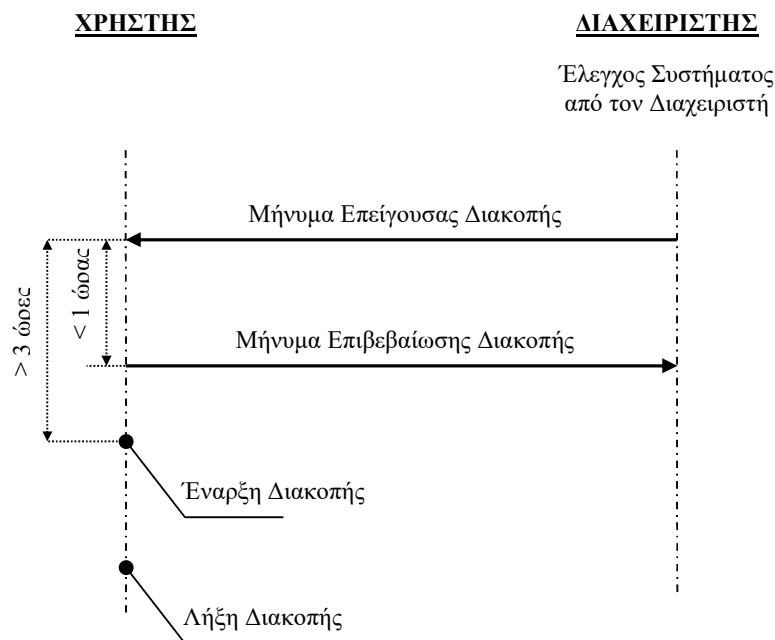 ΧΡΗΣΤΗΣ
ΔΙΑΧΕΙΡΙΣΤΗΣ
Έλεγχος Συστήματος
από τον Διαχειριστή
Μήνυμα Επείγουσας Διακοπής
> 3 ώρες
< 1 ώρας
Μήνυμα Επιβεβαίωσης Διακοπής
Έναρξη Διακοπής
Λήξη Διακοπής